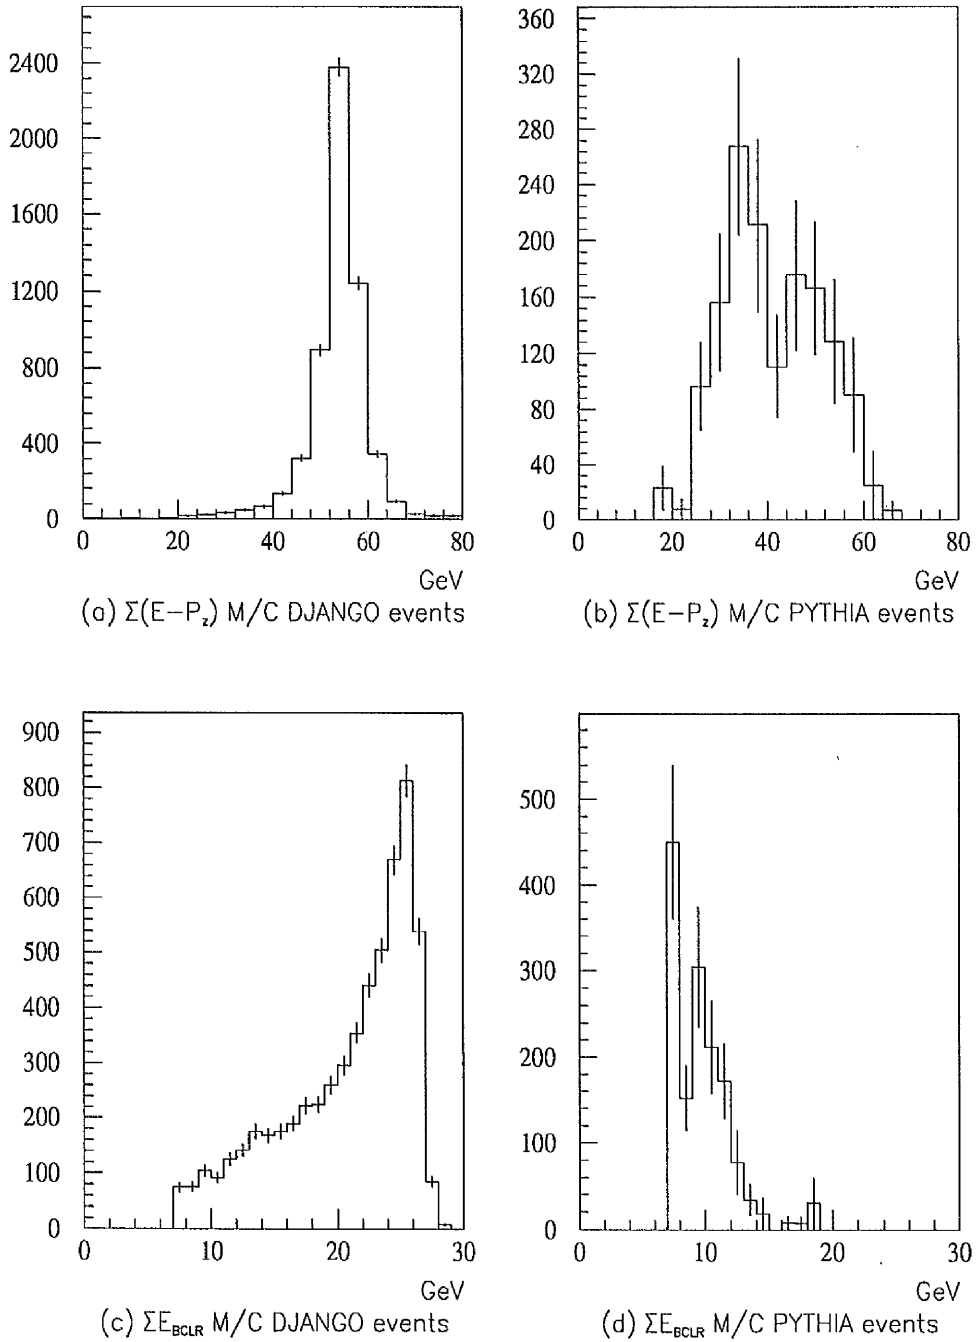 2400
2000
1600
1200
800
400
0
0 20 40 60 80
GeV
(a) Σ(E−P_z) M/C DJANGO events
360
320
280
240
200
160
120
80
40
0
0 20 40 60 80
GeV
(b) Σ(E−P_z) M/C PYTHIA events
900
800
700
600
500
400
300
200
100
0
0 10 20 30
GeV
(c) ΣE_BCLR M/C DJANGO events
500
400
300
200
100
0
0 10 20 30
GeV
(d) ΣE_BCLR M/C PYTHIA events